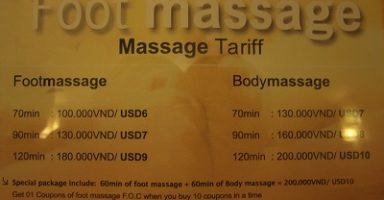 Foot massage
Massage Tariff
Footmassage
70min : 100.000VND/ USD6
90min : 130.000VND/ USD7
120min : 180.000VND/ USD9
Bodymassage
70min : 130.000VND/ USD7
90min : 160.000VND/ USD8
120min : 200.000VND/ USD10
Special package include: 60min of foot massage + 60min of Body massage = 200.000VND/ USD10
Get 01 Coupons of foot massage F.O.C when you buy 10 coupons in a time